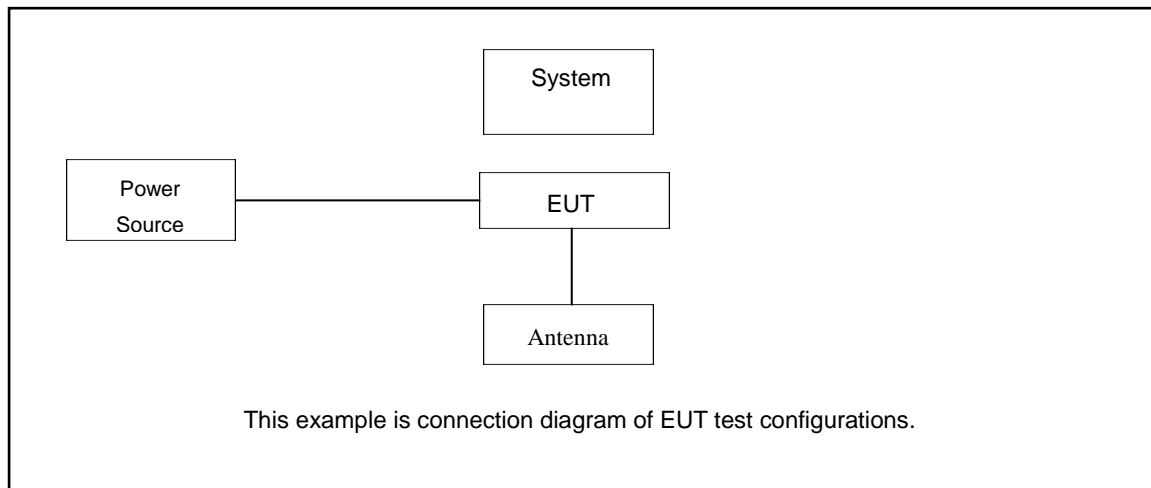 System
Power
Source
EUT
Antenna
This example is connection diagram of EUT test configurations.